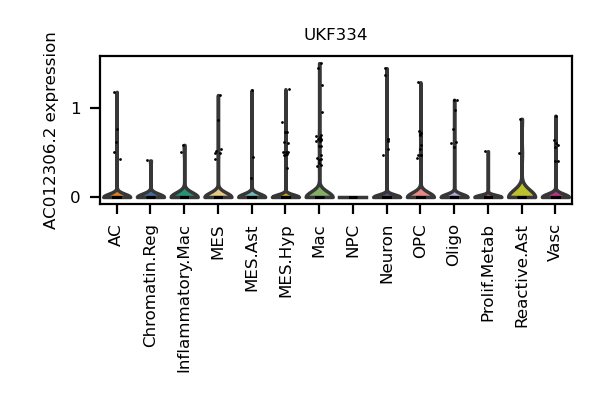 UKF334
AC012306.2 expression
1
0
AC
Chromatin.Reg
Inflammatory.Mac
MES
MES.Ast
MES.Hyp
Mac
NPC
Neuron
OPC
Oligo
Prolif.Metab
Reactive.Ast
Vasc